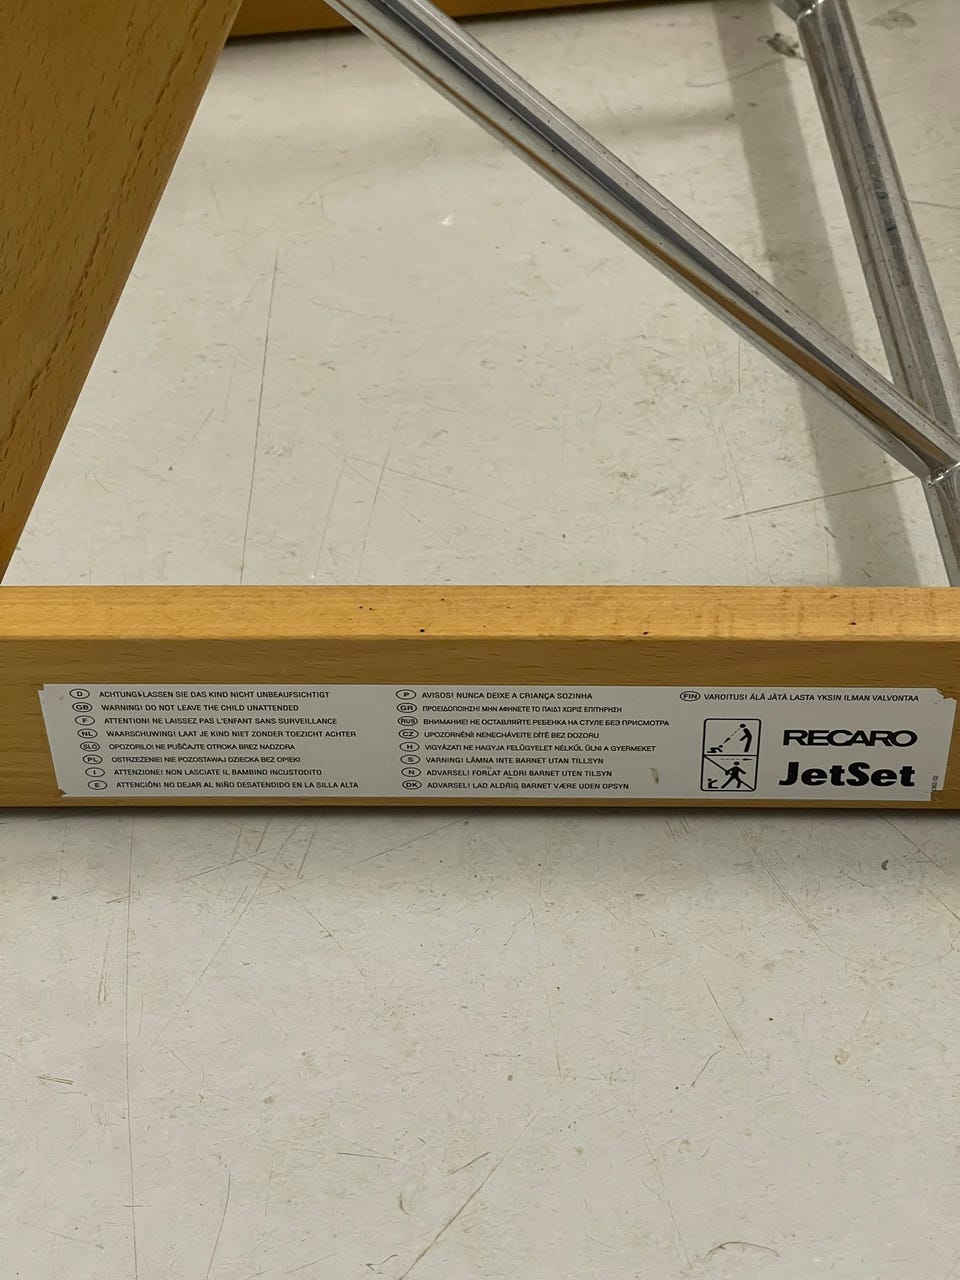 D ACHTUNG! LASSEN SIE DAS KIND NICHT UNBEAUFSICHTIGT
GB WARNING! DO NOT LEAVE THE CHILD UNATTENDED
F ATTENTION! NE LAISSEZ PAS L'ENFANT SANS SURVEILLANCE
NL WAARSCHUWING! LAAT JE KIND NIET ZONDER TOEZICHT ACHTER
SLO OPOZORILO! NE PUŠČAJTE OTROKA BREZ NADZORA
PL OSTRZEŻENIE! NIE POZOSTAWIAJ DZIECKA BEZ OPIEKI
I ATTENZIONE! NON LASCIATE IL BAMBINO INCUSTODITO
E ATTENCIÓN! NO DEJAR AL NIÑO DESATENDIDO EN LA SILLA ALTA
P AVISOS! NUNCA DEIXE A CRIANÇA SOZINHA
GR ΠΡΟΕΙΔΟΠΟΙΗΣΗ! ΜΗΝ ΑΦΗΝΕΤΕ ΤΟ ΠΑΙΔΙ ΧΩΡΙΣ ΕΠΙΤΗΡΗΣΗ
RUS ВНИМАНИЕ! НЕ ОСТАВЛЯЙТЕ РЕБЕНКА НА СТУЛЕ БЕЗ ПРИСМОТРА
CZ UPOZORNĚNÍ! NENECHÁVEJTE DÍTĚ BEZ DOZORU
H VIGYÁZAT! NE HAGYJA FELÜGYELET NÉLKÜL ÜLNI A GYERMEKET
S VARNING! LÄMNA INTE BARNET UTAN TILLSYN
N ADVARSEL! FORLAT ALDRI BARNET UTEN TILSYN
DK ADVARSEL! LAD ALDRIG BARNET VÆRE UDEN OPSYN
FIN VAROITUS! ÄLÄ JÄTÄ LASTA YKSIN ILMAN VALVONTAA
RECARO
JetSet